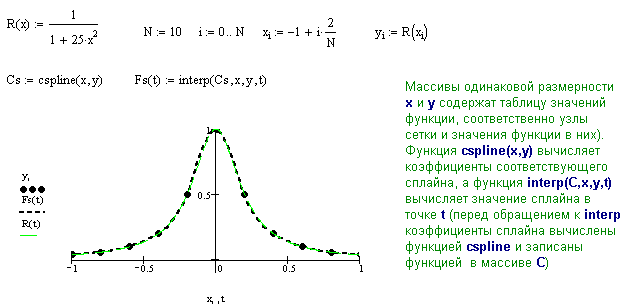 R(x) := 1 / (1 + 25·x²)    N := 10    i := 0.. N    xᵢ := −1 + i·2/N    yᵢ := R(xᵢ)
Cs := cspline(x,y)    Fs(t) := interp(Cs,x,y,t)
Массивы одинаковой размерности
x и y содержат таблицу значений
функции, соответственно узлы
сетки и значения функции в них).
Функция cspline(x,y) вычисляет
коэффициенты соответствующего
сплайна, а функция interp(C,x,y,t)
вычисляет значение сплайна в
точке t (перед обращением к interp
коэффициенты сплайна вычислены
функцией cspline и записаны
функцией в массиве C)
yᵢ
Fs(t)
R(t)
1
0.5
−1 −0.5 0 0.5 1
xᵢ,t